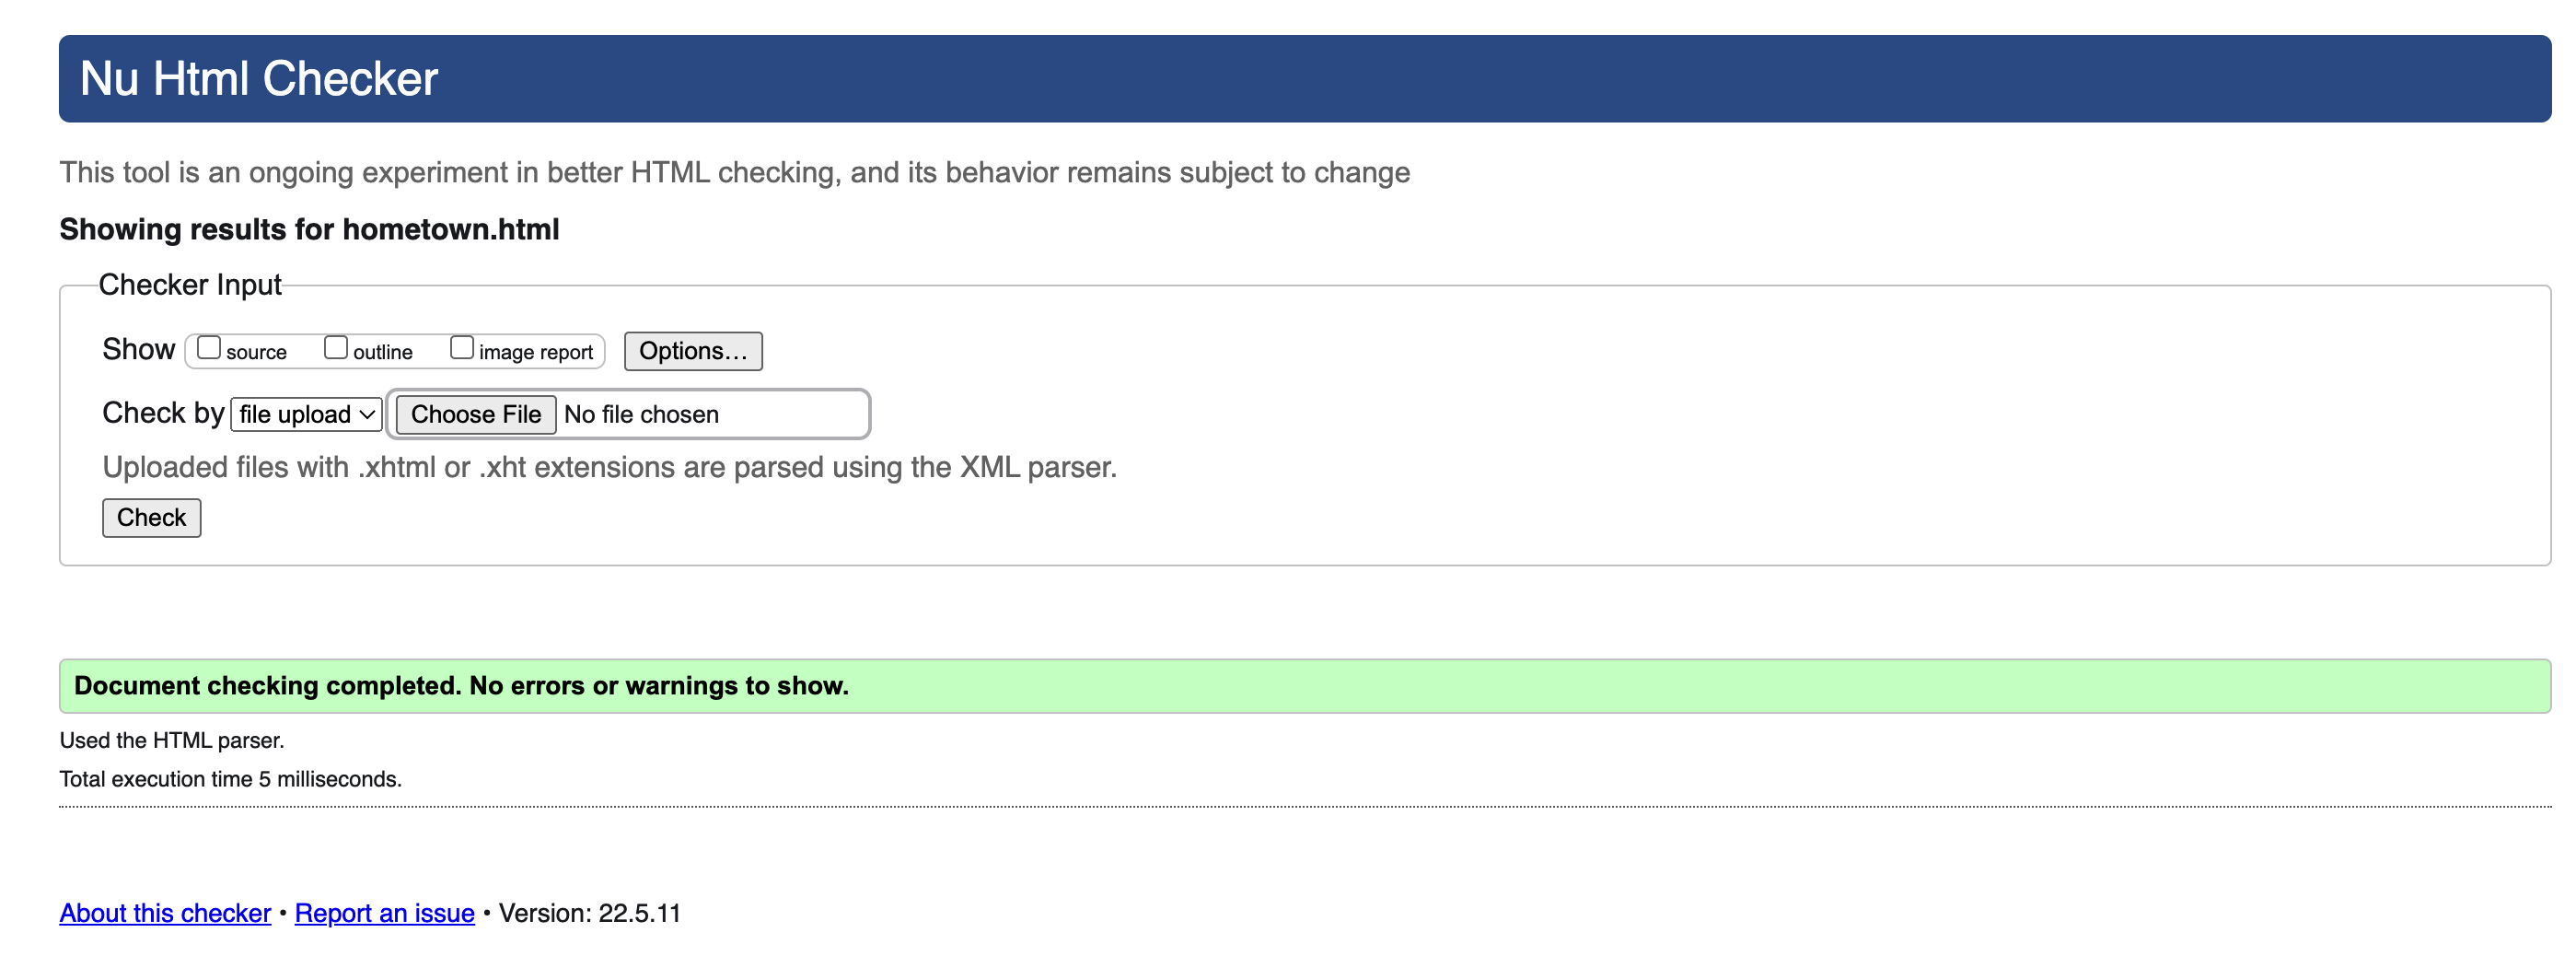 Nu Html Checker
This tool is an ongoing experiment in better HTML checking, and its behavior remains subject to change
Showing results for hometown.html
Checker Input
Show source outline image report Options...
Check by file upload Choose File No file chosen
Uploaded files with .xhtml or .xht extensions are parsed using the XML parser.
Check
Document checking completed. No errors or warnings to show.
Used the HTML parser.
Total execution time 5 milliseconds.
About this checker • Report an issue • Version: 22.5.11